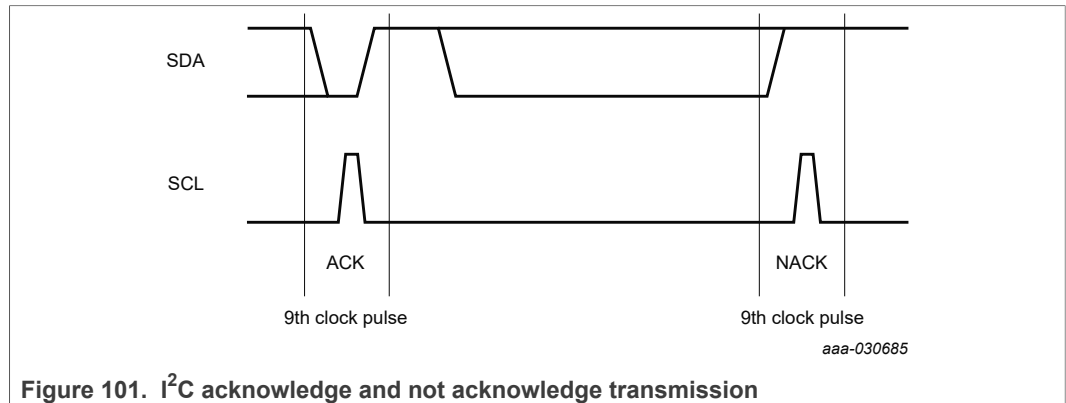 SDA
SCL
ACK
NACK
9th clock pulse
9th clock pulse
aaa-030685
Figure 101. I²C acknowledge and not acknowledge transmission